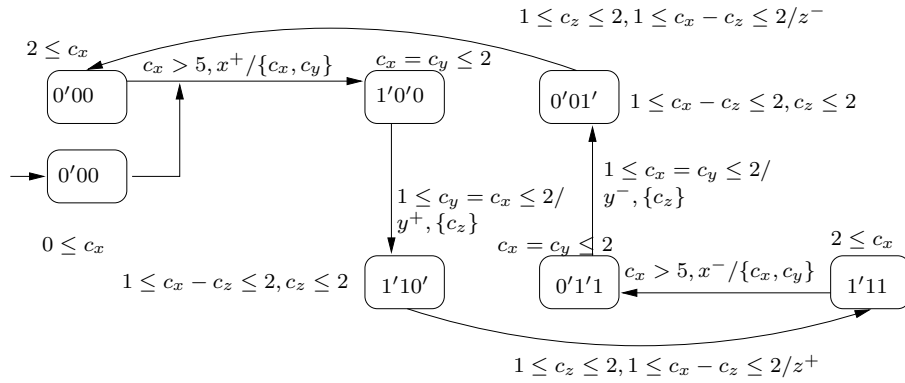 1 ≤ c_z ≤ 2, 1 ≤ c_x − c_z ≤ 2/z⁻
2 ≤ c_x
c_x > 5, x⁺/{c_x, c_y}
c_x = c_y ≤ 2
0′00
1′0′0
0′01′
1 ≤ c_x − c_z ≤ 2, c_z ≤ 2
0′00
1 ≤ c_y = c_x ≤ 2/
y⁺, {c_z}
1 ≤ c_x = c_y ≤ 2/
y⁻, {c_z}
0 ≤ c_x
c_x = c_y ≤ 2
2 ≤ c_x
1 ≤ c_x − c_z ≤ 2, c_z ≤ 2
1′10′
0′1′1
c_x > 5, x⁻/{c_x, c_y}
1′11
1 ≤ c_z ≤ 2, 1 ≤ c_x − c_z ≤ 2/z⁺